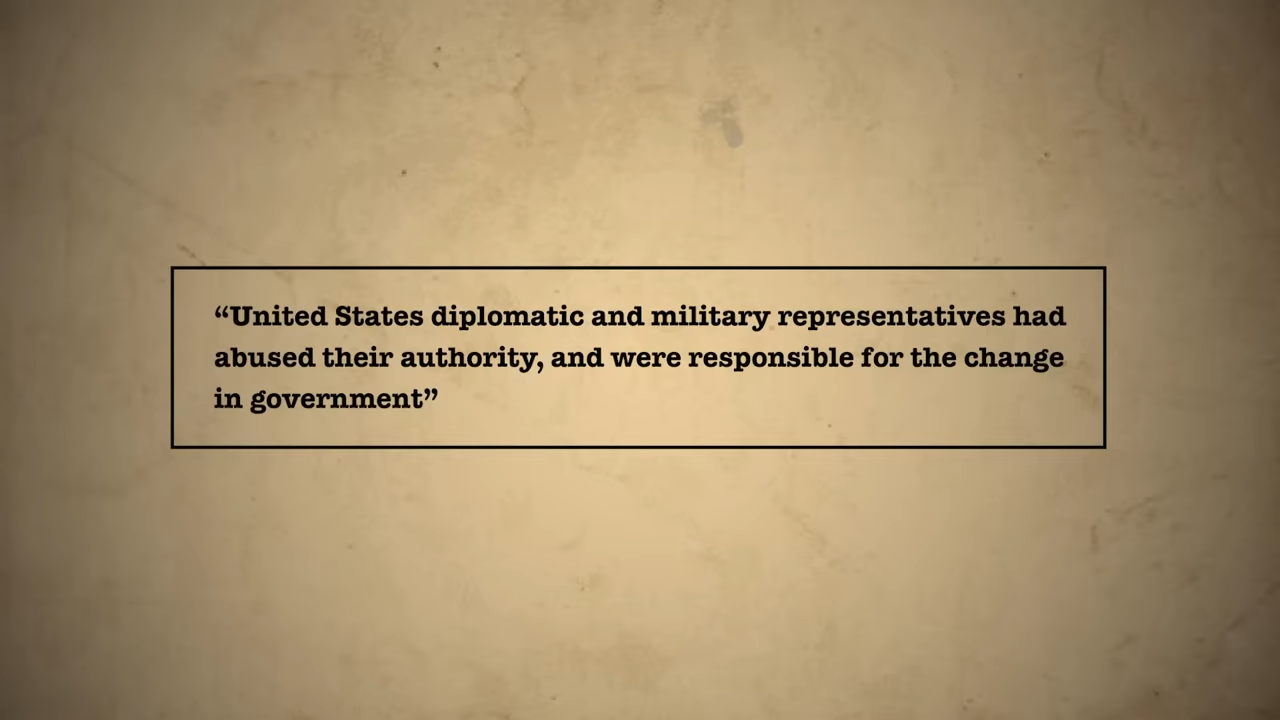 “United States diplomatic and military representatives had
abused their authority, and were responsible for the change
in government”